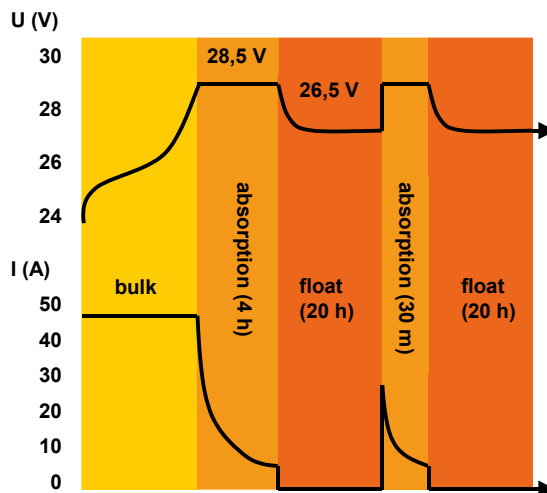 U (V)
30
28
26
24
28,5 V
26,5 V
I (A)
50
40
30
20
10
0
bulk
absorption (4 h)
float
(20 h)
absorption (30 m)
float
(20 h)